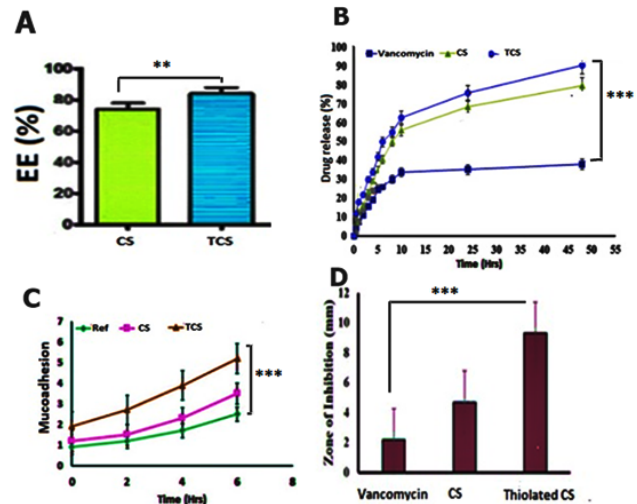 A
**
EE (%)
100
80
60
40
20
0
CS
TCS
B
Vancomycin CS TCS
Drug release (%)
100
90
80
70
60
50
40
30
20
10
0
***
0 5 10 15 20 25 30 35 40 45 50 55
Time (Hrs)
C
Ref CS TCS
Mucoadhesion
7
6
5
4
3
2
1
0
***
0 2 4 6 8
Time (Hrs)
D
***
Zone of Inhibition (mm)
12
10
8
6
4
2
0
Vancomycin CS Thiolated CS